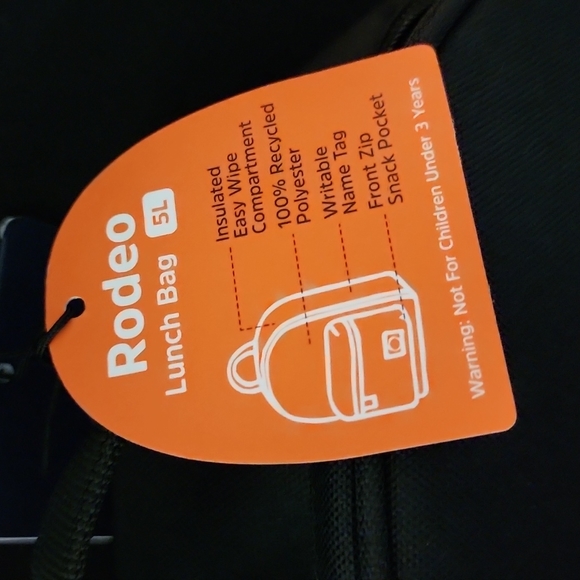 Rodeo
Lunch Bag 5L
Insulated
Easy Wipe
Compartment
100% Recycled
Polyester
Writable
Name Tag
Front Zip
Snack Pocket
Warning: Not For Children Under 3 Years